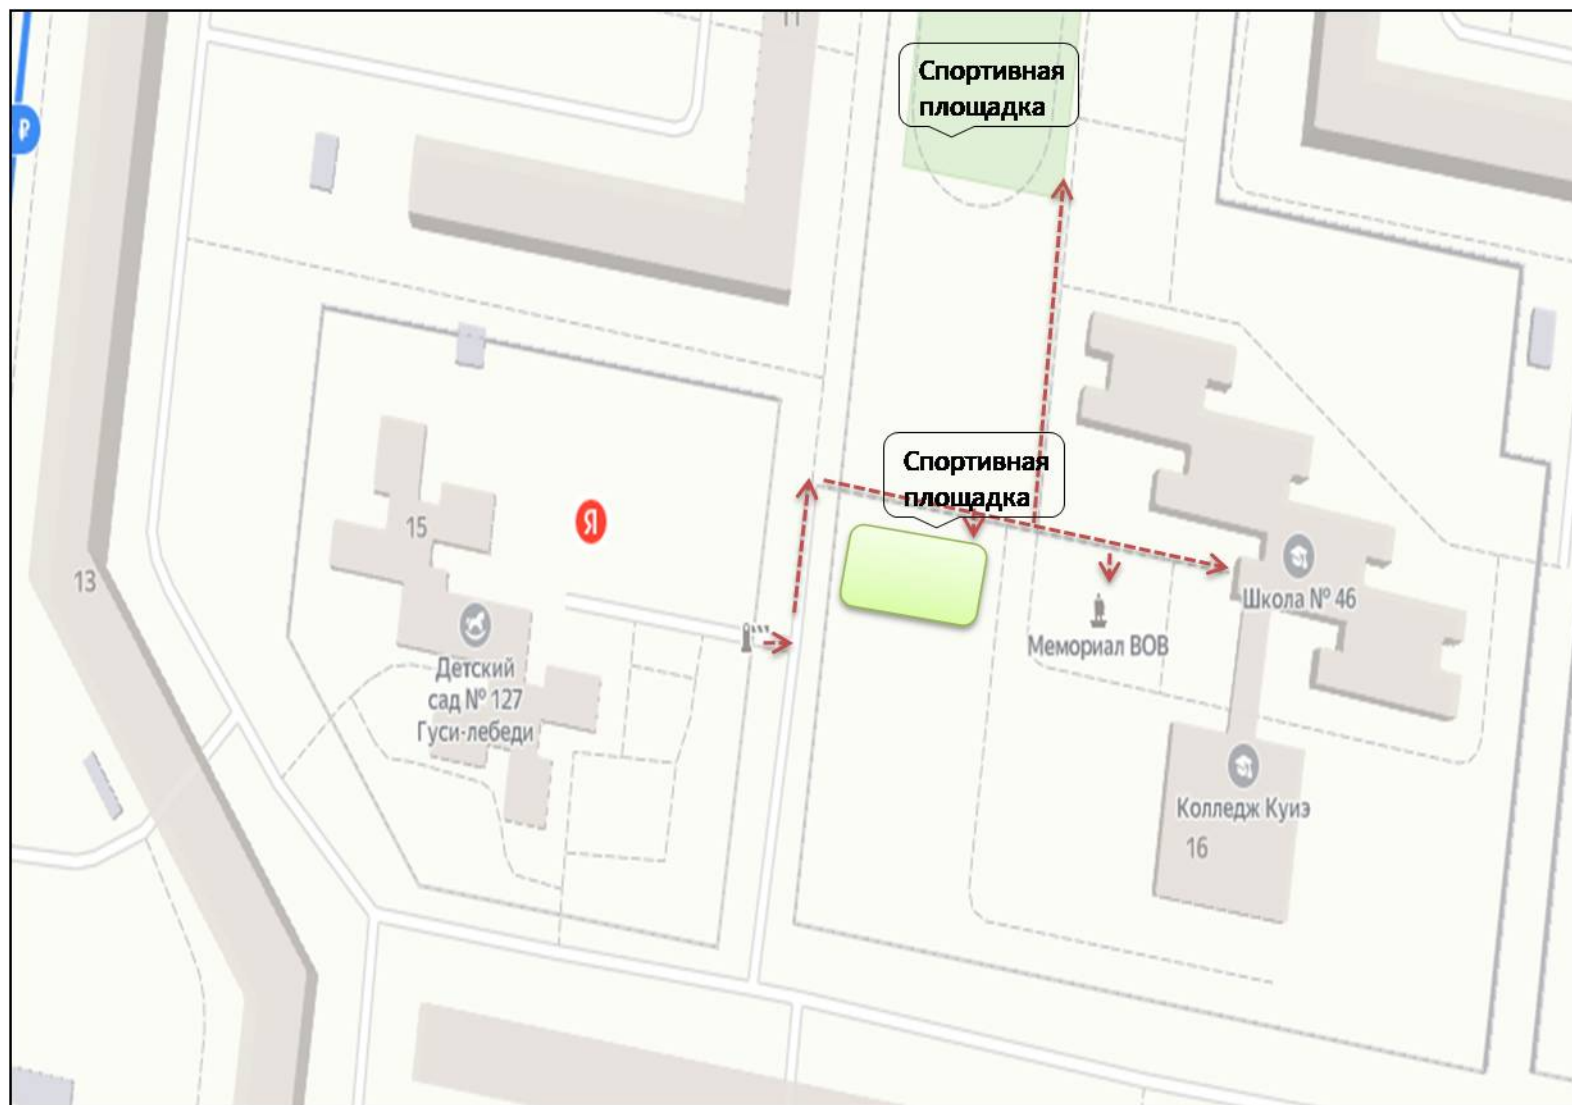 11
Спортивная
площадка
₽
Спортивная
площадка
15
Я
13
Школа № 46
Мемориал ВОВ
Детский
сад № 127
Гуси-лебеди
Колледж Куиэ
16